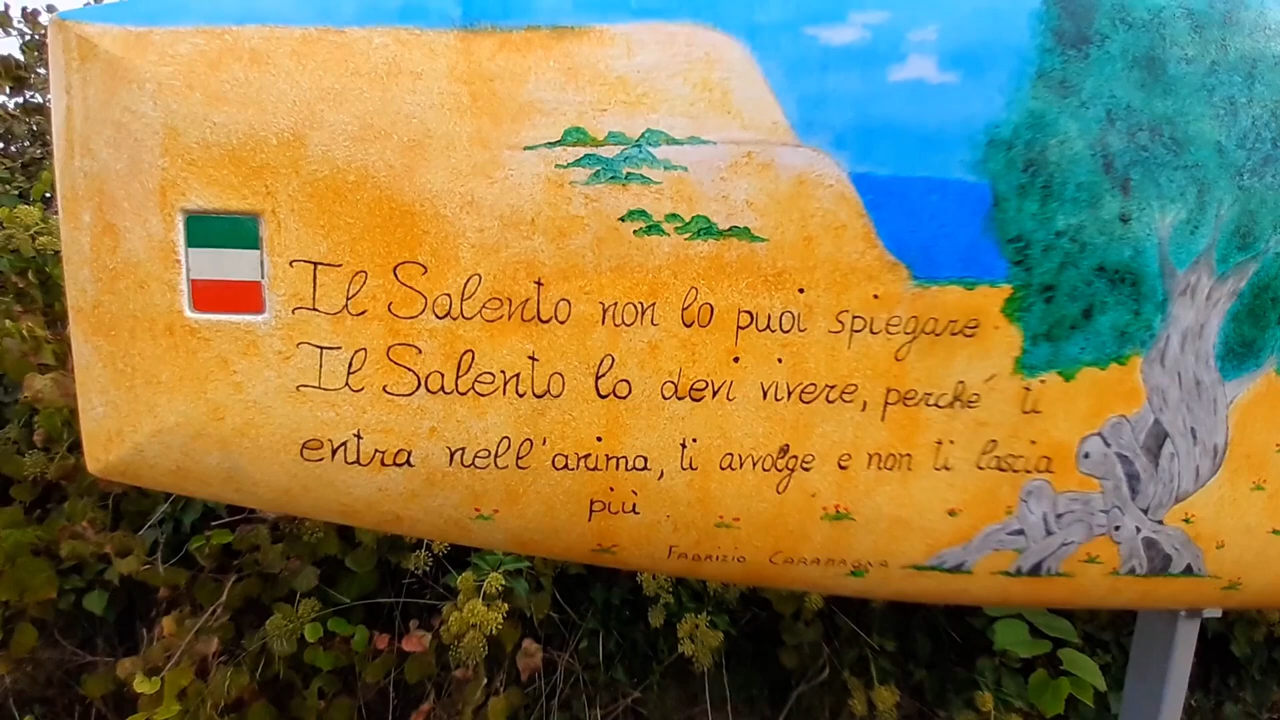 Il Salento non lo puoi spiegare
Il Salento lo devi vivere, perché ti
entra nell'anima, ti avvolge e non ti lascia
più
Fabrizio Caramagna